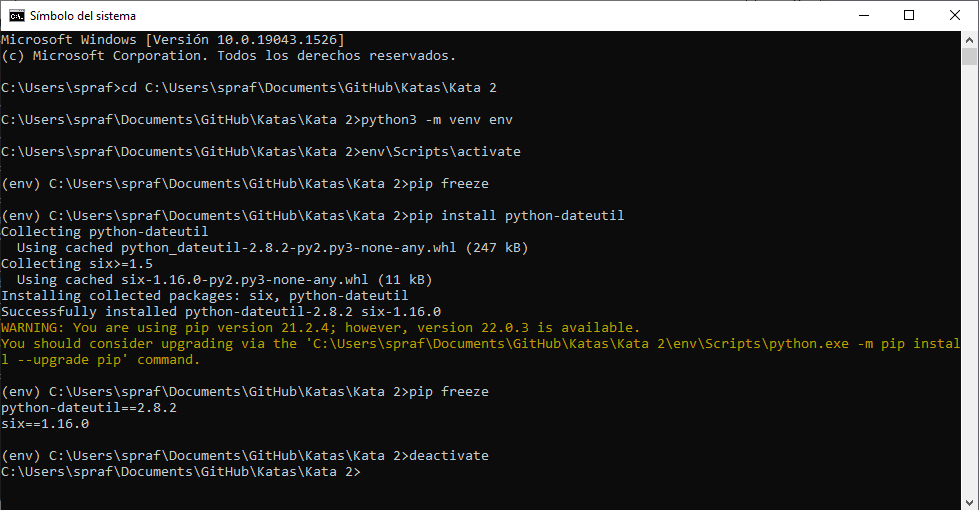 Símbolo del sistema
Microsoft Windows [Versión 10.0.19043.1526]
(c) Microsoft Corporation. Todos los derechos reservados.
C:\Users\spraf>cd C:\Users\spraf\Documents\GitHub\Katas\Kata 2
C:\Users\spraf\Documents\GitHub\Katas\Kata 2>python3 -m venv env
C:\Users\spraf\Documents\GitHub\Katas\Kata 2>env\Scripts\activate
(env) C:\Users\spraf\Documents\GitHub\Katas\Kata 2>pip freeze
(env) C:\Users\spraf\Documents\GitHub\Katas\Kata 2>pip install python-dateutil
Collecting python-dateutil
  Using cached python_dateutil-2.8.2-py2.py3-none-any.whl (247 kB)
Collecting six>=1.5
  Using cached six-1.16.0-py2.py3-none-any.whl (11 kB)
Installing collected packages: six, python-dateutil
Successfully installed python-dateutil-2.8.2 six-1.16.0
WARNING: You are using pip version 21.2.4; however, version 22.0.3 is available.
You should consider upgrading via the 'C:\Users\spraf\Documents\GitHub\Katas\Kata 2\env\Scripts\python.exe -m pip instal
l --upgrade pip' command.
(env) C:\Users\spraf\Documents\GitHub\Katas\Kata 2>pip freeze
python-dateutil==2.8.2
six==1.16.0
(env) C:\Users\spraf\Documents\GitHub\Katas\Kata 2>deactivate
C:\Users\spraf\Documents\GitHub\Katas\Kata 2>